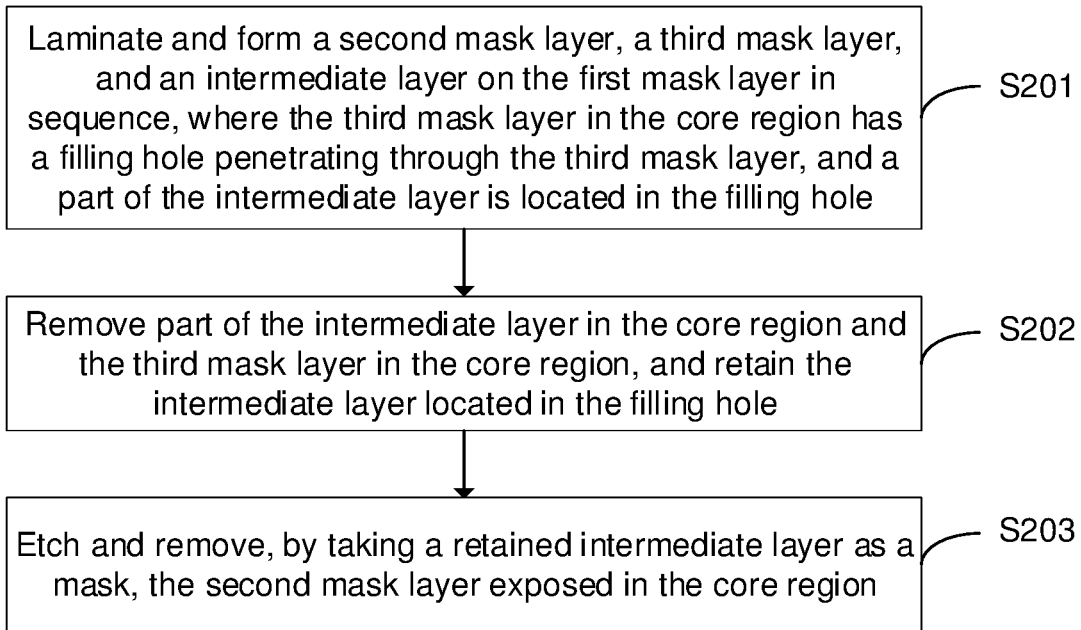 Laminate and form a second mask layer, a third mask layer,
and an intermediate layer on the first mask layer in
sequence, where the third mask layer in the core region has
a filling hole penetrating through the third mask layer, and a
part of the intermediate layer is located in the filling hole
S201
Remove part of the intermediate layer in the core region and
the third mask layer in the core region, and retain the
intermediate layer located in the filling hole
S202
Etch and remove, by taking a retained intermediate layer as a
mask, the second mask layer exposed in the core region
S203